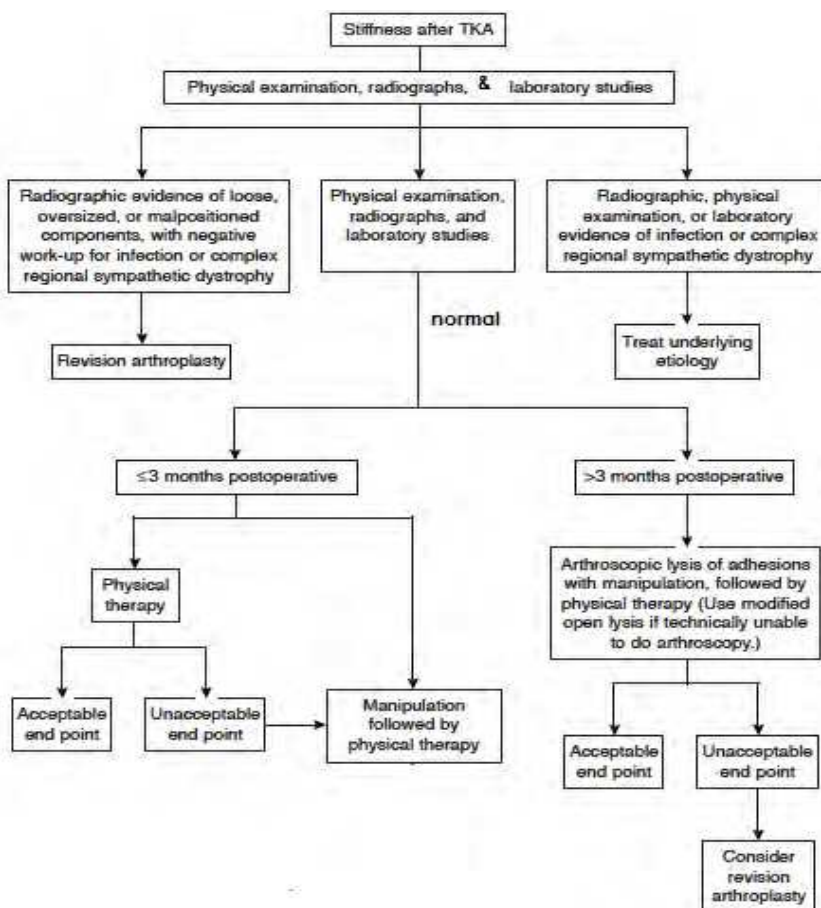 Stiffness after TKA
Physical examination, radiographs, & laboratory studies
Radiographic evidence of loose,
oversized, or malpositioned
components, with negative
work-up for infection or complex
regional sympathetic dystrophy
Physical examination,
radiographs, and
laboratory studies
Radiographic, physical
examination, or laboratory
evidence of infection or complex
regional sympathetic dystrophy
normal
Revision arthroplasty
Treat underlying
etiology
≤3 months postoperative
>3 months postoperative
Physical
therapy
Arthroscopic lysis of adhesions
with manipulation, followed by
physical therapy (Use modified
open lysis if technically unable
to do arthroscopy.)
Acceptable
end point
Unacceptable
end point
Manipulation
followed by
physical therapy
Acceptable
end point
Unacceptable
end point
Consider
revision
arthroplasty